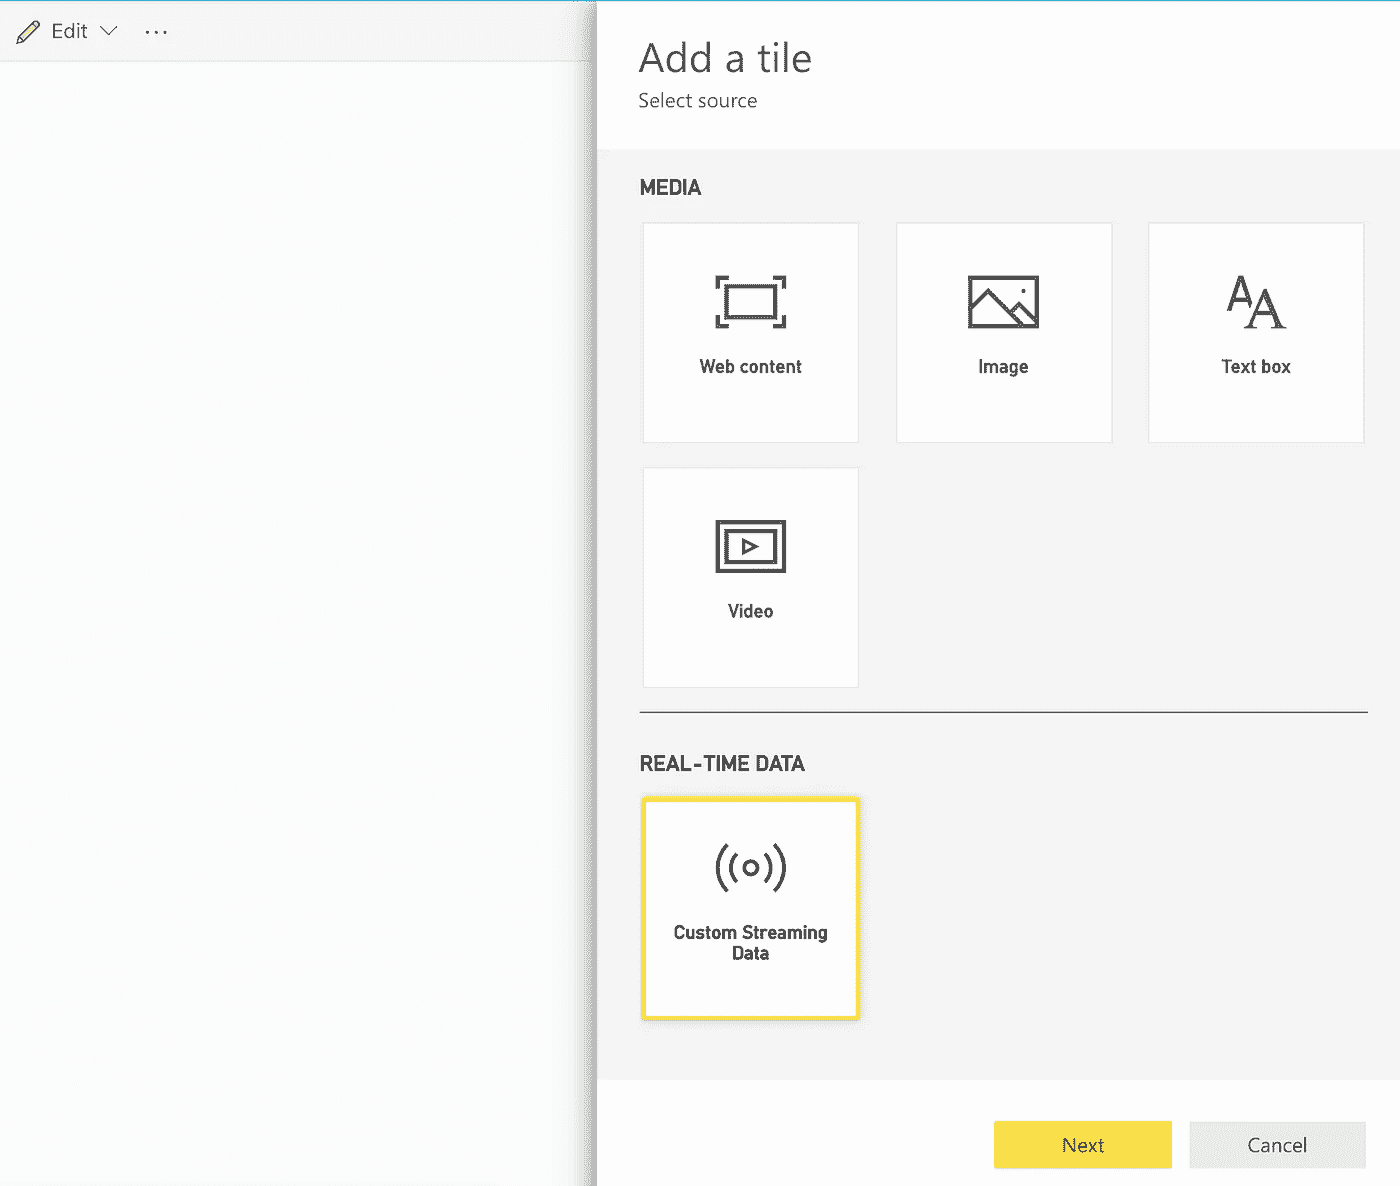 Edit ...
Add a tile
Select source
MEDIA
Web content
Image
Text box
Video
REAL-TIME DATA
Custom Streaming
Data
Next
Cancel